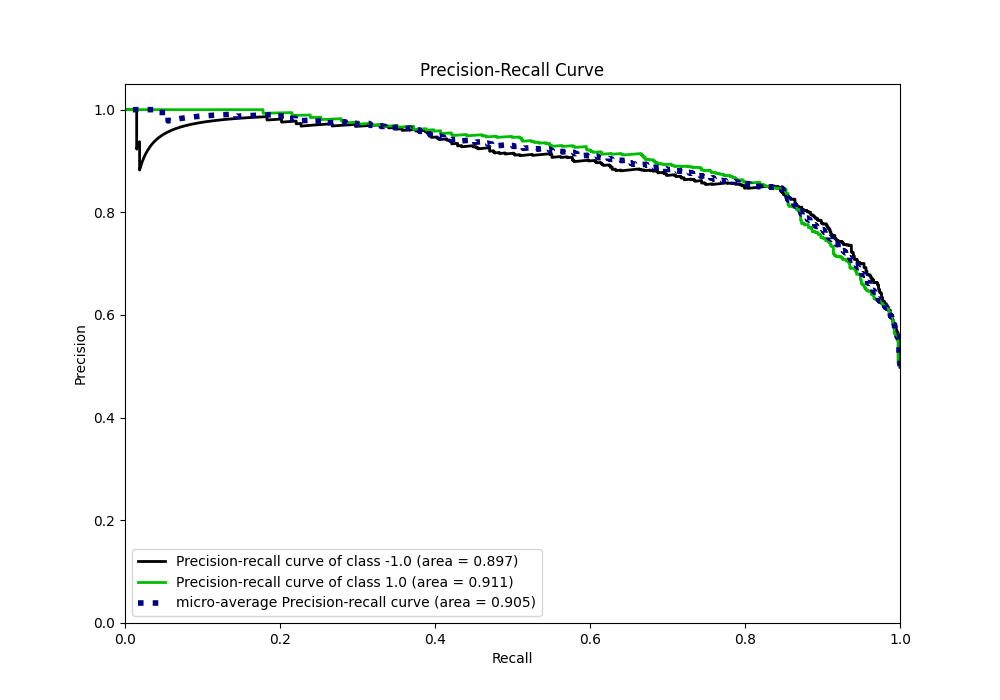 Precision-Recall Curve
1.0
0.8
0.6
0.4
0.2
0.0
Precision
Precision-recall curve of class -1.0 (area = 0.897)
Precision-recall curve of class 1.0 (area = 0.911)
micro-average Precision-recall curve (area = 0.905)
0.0 0.2 0.4 0.6 0.8 1.0
Recall